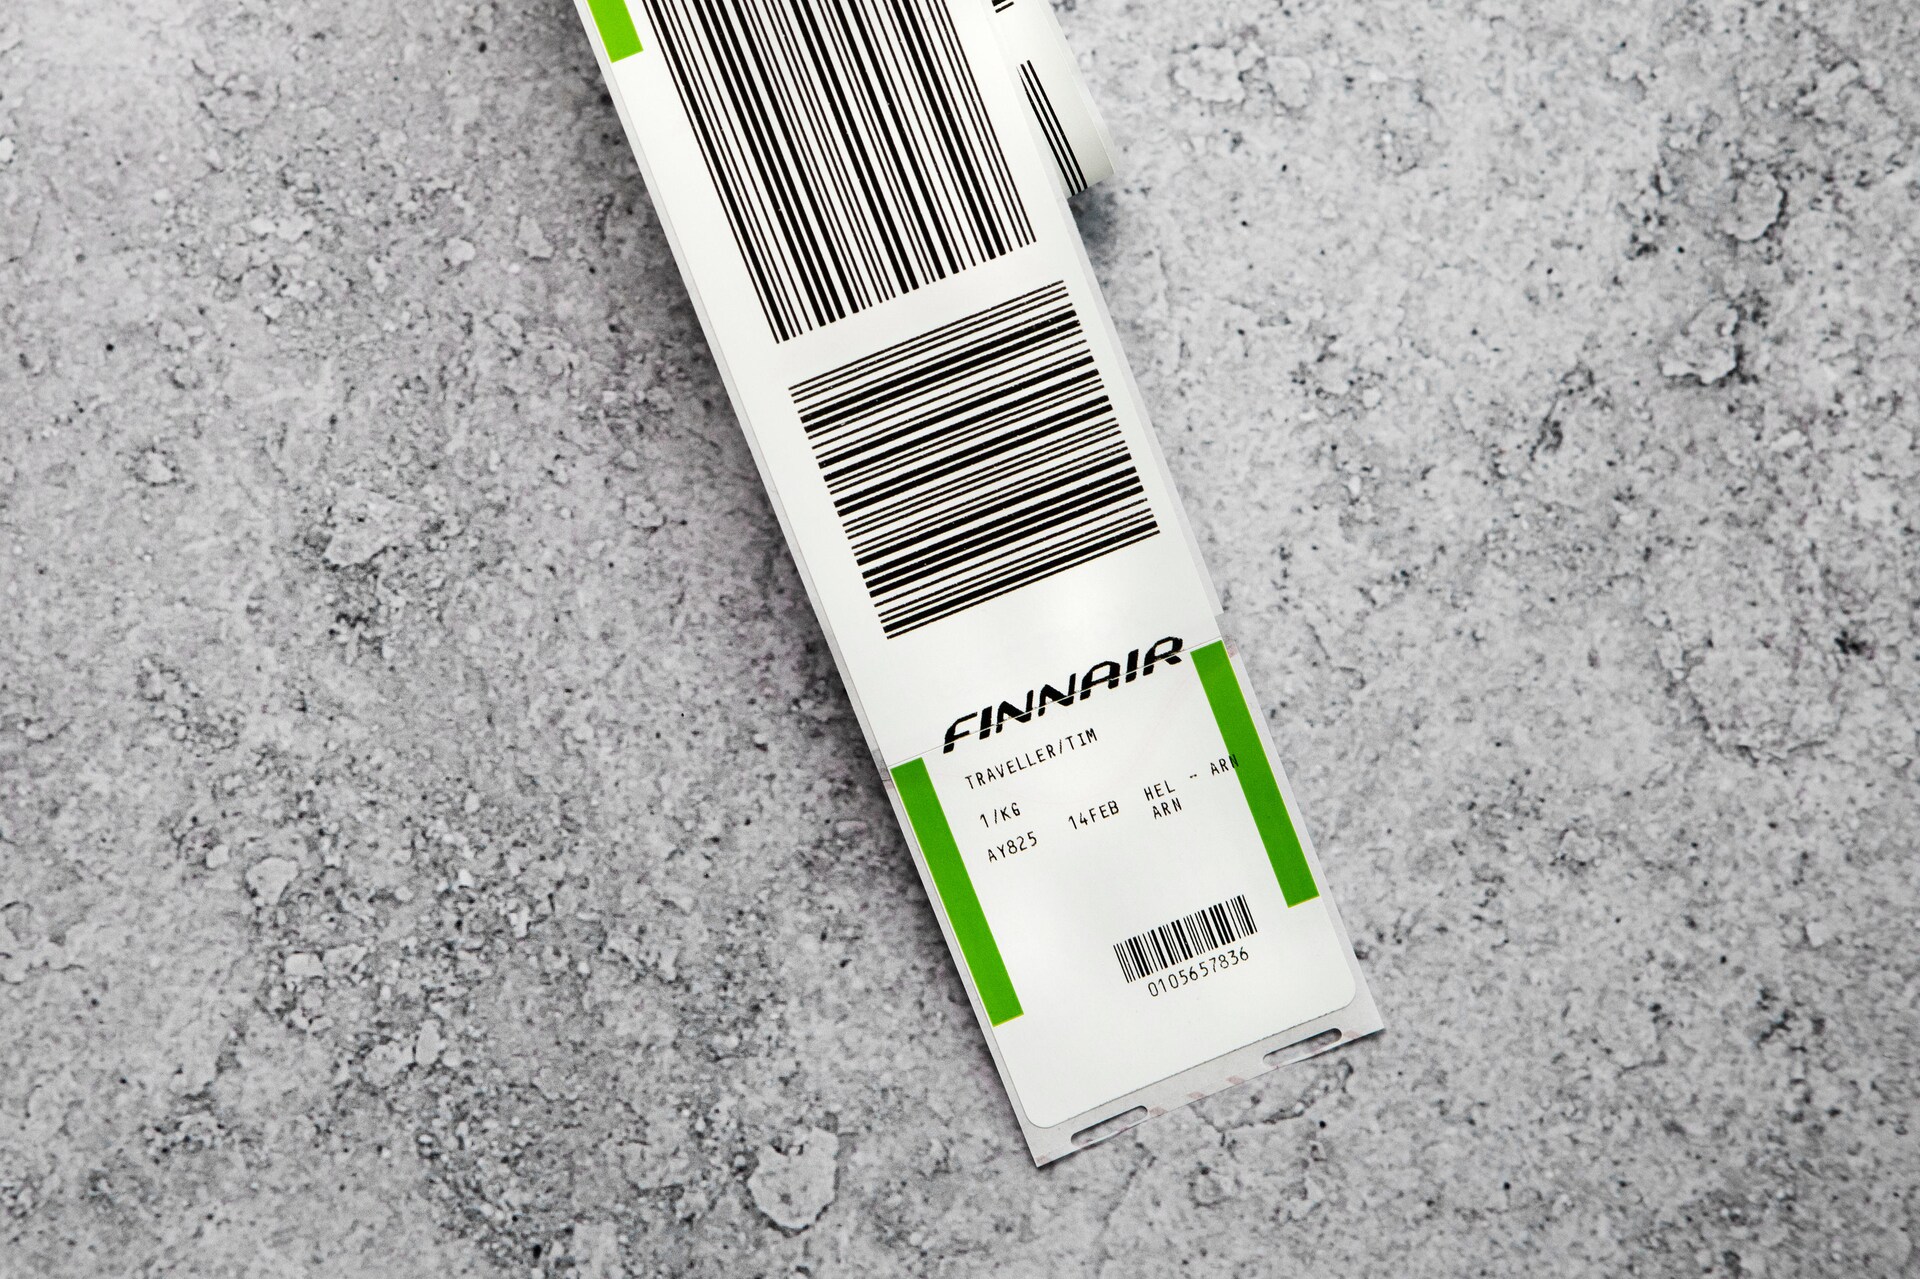 FINNAIR
TRAVELLER/TIM
1/KG HEL -- ARN
AY825 14FEB ARN
0105657836